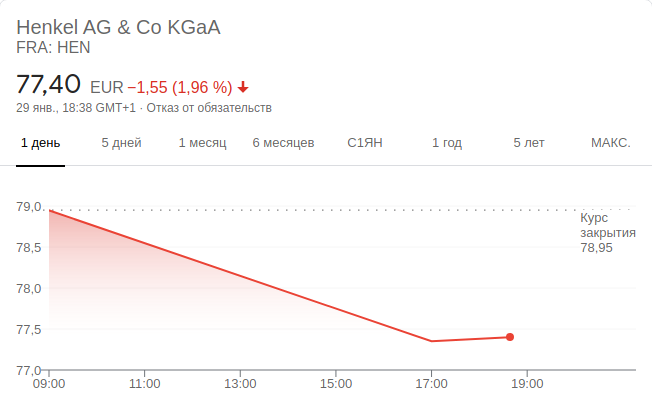 Henkel AG & Co KGaA
FRA: HEN
77,40 EUR −1,55 (1,96 %)
29 янв., 18:38 GMT+1 · Отказ от обязательств
1 день 5 дней 1 месяц 6 месяцев С1ЯН 1 год 5 лет МАКС.
79,0
Курс
закрытия
78,95
78,5
78,0
77,5
77,0
09:00 11:00 13:00 15:00 17:00 19:00